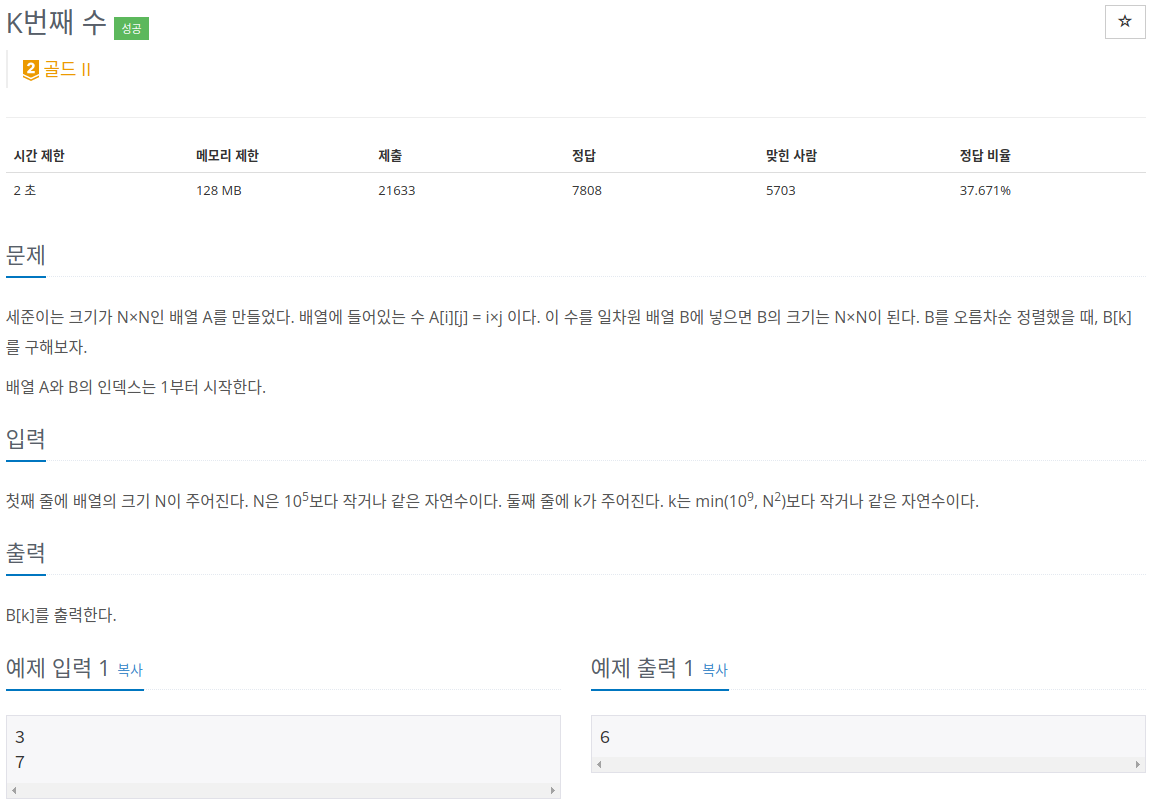 K번째 수 성공
☆
2 골드 II
시간 제한 메모리 제한 제출 정답 맞힌 사람 정답 비율
2 초 128 MB 21633 7808 5703 37.671%
문제
세준이는 크기가 N×N인 배열 A를 만들었다. 배열에 들어있는 수 A[i][j] = i×j 이다. 이 수를 일차원 배열 B에 넣으면 B의 크기는 N×N이 된다. B를 오름차순 정렬했을 때, B[k]
를 구해보자.
배열 A와 B의 인덱스는 1부터 시작한다.
입력
첫째 줄에 배열의 크기 N이 주어진다. N은 10⁵보다 작거나 같은 자연수이다. 둘째 줄에 k가 주어진다. k는 min(10⁹, N²)보다 작거나 같은 자연수이다.
출력
B[k]를 출력한다.
예제 입력 1 복사
3
7
예제 출력 1 복사
6